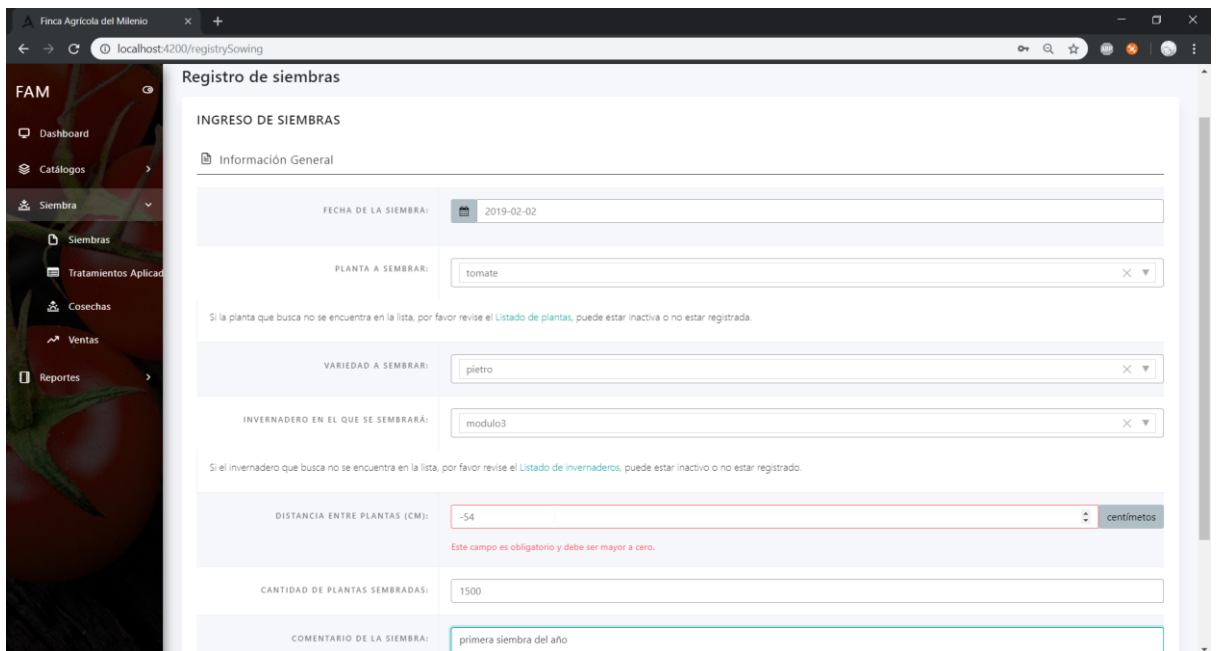 Finca Agrícola del Milenio
localhost:4200/registrySowing
FAM
Dashboard
Catálogos
Siembra
Siembras
Tratamientos Aplicad
Cosechas
Ventas
Reportes
Registro de siembras
INGRESO DE SIEMBRAS
Información General
FECHA DE LA SIEMBRA: 2019-02-02
PLANTA A SEMBRAR: tomate
Si la planta que busca no se encuentra en la lista, por favor revise el Listado de plantas, puede estar inactiva o no estar registrada.
VARIEDAD A SEMBRAR: pietro
INVERNADERO EN EL QUE SE SEMBRARÁ: modulo3
Si el invernadero que busca no se encuentra en la lista, por favor revise el Listado de invernaderos, puede estar inactivo o no estar registrado.
DISTANCIA ENTRE PLANTAS (CM): -54 centímetos
Este campo es obligatorio y debe ser mayor a cero.
CANTIDAD DE PLANTAS SEMBRADAS: 1500
COMENTARIO DE LA SIEMBRA: primera siembra del año